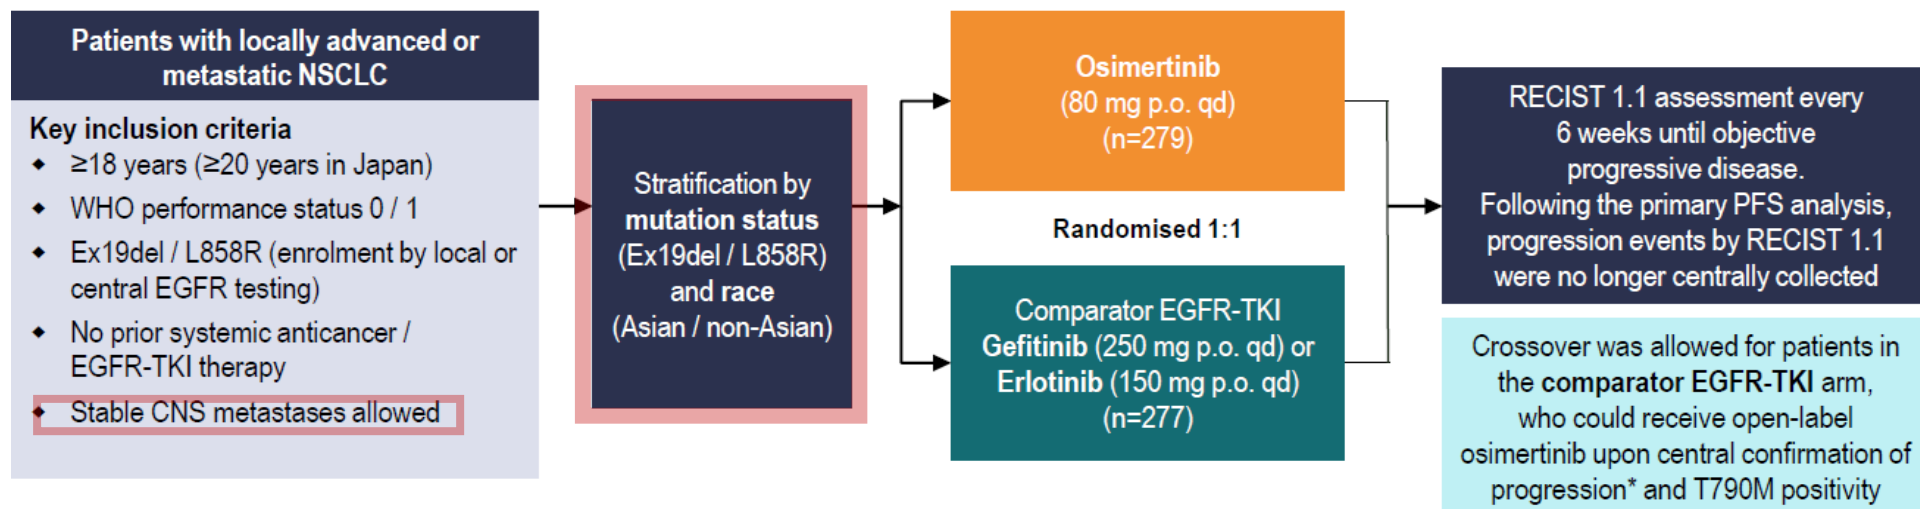 Patients with locally advanced or
metastatic NSCLC
Key inclusion criteria
◆ ≥18 years (≥20 years in Japan)
◆ WHO performance status 0 / 1
◆ Ex19del / L858R (enrolment by local or
central EGFR testing)
◆ No prior systemic anticancer /
EGFR-TKI therapy
◆ Stable CNS metastases allowed
Stratification by
mutation status
(Ex19del / L858R)
and race
(Asian / non-Asian)
Osimertinib
(80 mg p.o. qd)
(n=279)
Randomised 1:1
Comparator EGFR-TKI
Gefitinib (250 mg p.o. qd) or
Erlotinib (150 mg p.o. qd)
(n=277)
RECIST 1.1 assessment every
6 weeks until objective
progressive disease.
Following the primary PFS analysis,
progression events by RECIST 1.1
were no longer centrally collected
Crossover was allowed for patients in
the comparator EGFR-TKI arm,
who could receive open-label
osimertinib upon central confirmation of
progression* and T790M positivity